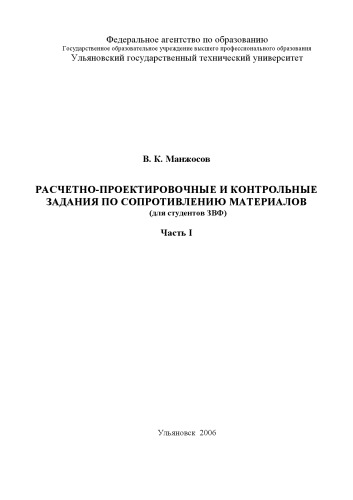 Федеральное агентство по образованию
Государственное образовательное учреждение высшего профессионального образования
Ульяновский государственный технический университет
В. К. Манжосов
РАСЧЕТНО-ПРОЕКТИРОВОЧНЫЕ И КОНТРОЛЬНЫЕ
ЗАДАНИЯ ПО СОПРОТИВЛЕНИЮ МАТЕРИАЛОВ
(для студентов ЗВФ)
Часть I
Ульяновск 2006